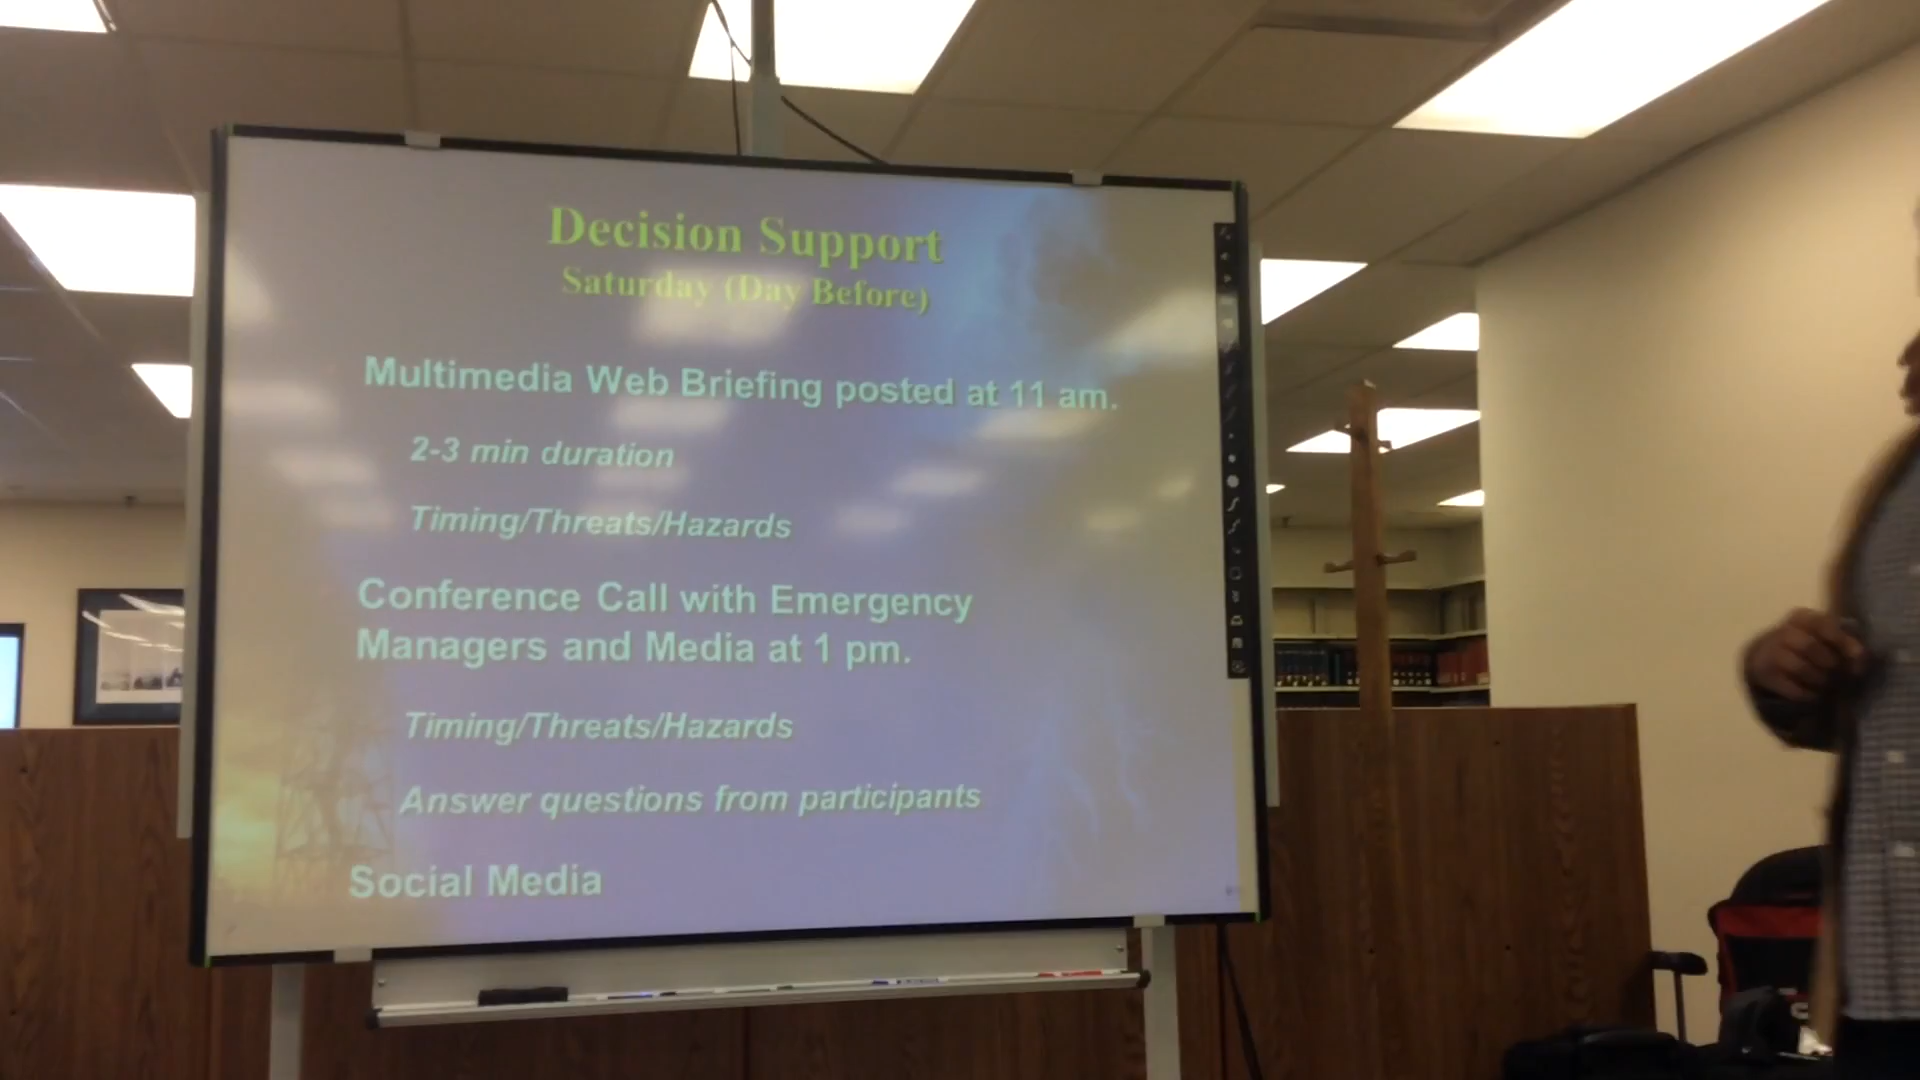 Decision Support
Saturday (Day Before)
Multimedia Web Briefing posted at 11 am.
2-3 min duration
Timing/Threats/Hazards
Conference Call with Emergency
Managers and Media at 1 pm.
Timing/Threats/Hazards
Answer questions from participants
Social Media